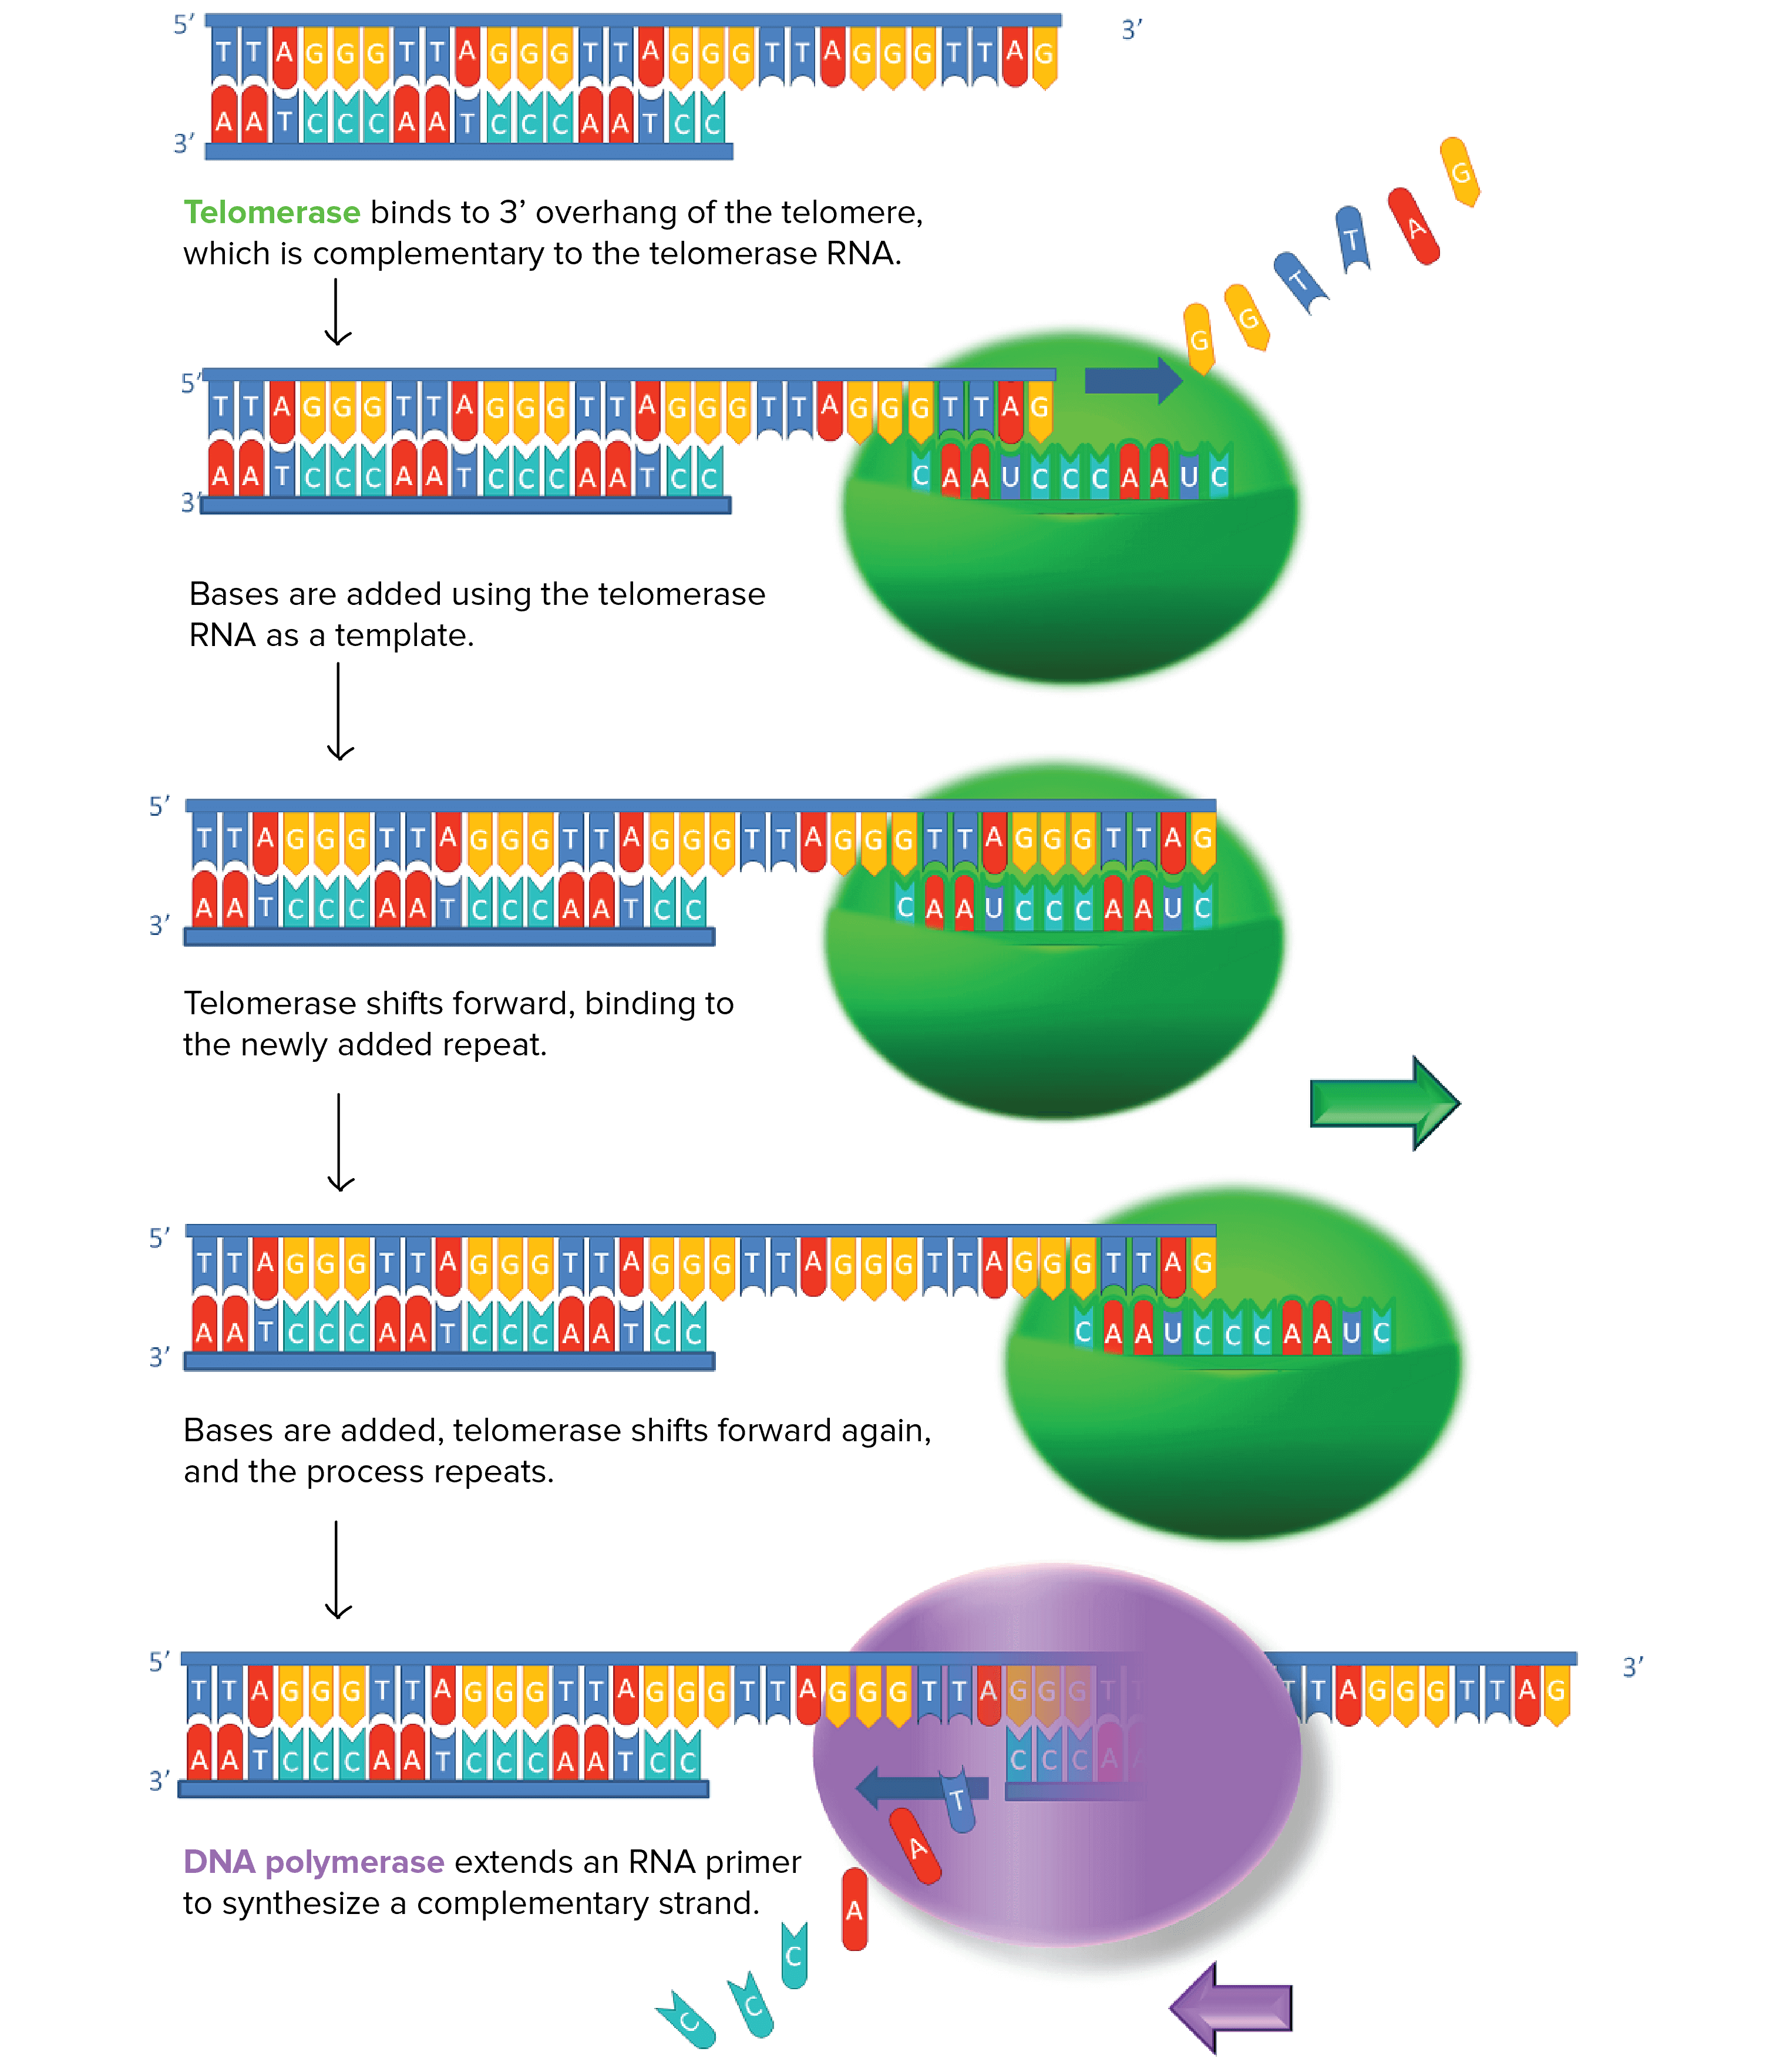 5’ T T A G G G T T A G G G T T A G G G T T A G G G T T A G 3’
A A T C C C A A T C C C A A T C C
3’
Telomerase binds to 3’ overhang of the telomere,
which is complementary to the telomerase RNA.
G
A
T
T
G
G
5’ T T A G G G T T A G G G T T A G G G T T A G G G T T A G
3’ A A T C C C A A T C C C A A T C C
C A A U C C C A A U C
Bases are added using the telomerase
RNA as a template.
5’ T T A G G G T T A G G G T T A G G G T T A G G G T T A G G G T T A G
3’ A A T C C C A A T C C C A A T C C
C A A U C C C A A U C
Telomerase shifts forward, binding to
the newly added repeat.
5’ T T A G G G T T A G G G T T A G G G T T A G G G T T A G G G T T A G
3’ A A T C C C A A T C C C A A T C C
C A A U C C C A A U C
Bases are added, telomerase shifts forward again,
and the process repeats.
5’ T T A G G G T T A G G G T T A G G G T T A G G G T T A G G G T T T T A G G G T T A G 3’
3’ A A T C C C A A T C C C A A T C C
C C C A A
T
A
A
C
C
C
DNA polymerase extends an RNA primer
to synthesize a complementary strand.